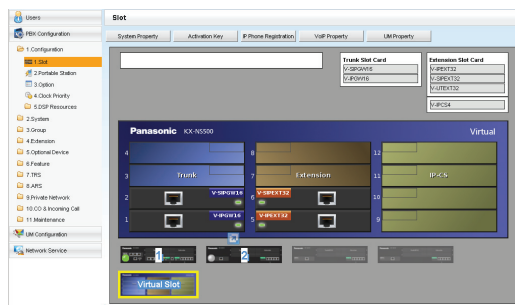 Users
Slot
PBX Configuration
System Property
Activation Key
IP Phone Registration
VoIP Property
UM Property
1.Configuration
1.Slot
2.Portable Station
3.Option
4.Clock Priority
5.DSP Resources
2.System
3.Group
4.Extension
5.Optional Device
6.Feature
7.TRS
8.ARS
9.Private Network
10.CO & Incoming Call
11.Maintenance
UM Configuration
Network Service
Trunk Slot Card
V-SIPGW16
V-IPGW16
Extension Slot Card
V-IPEXT32
V-SIPEXT32
V-UTEXT32
V-IPCS4
Panasonic KX-NS500
Virtual
4
8
12
3
Trunk
7
Extension
11
IP-CS
2
V-SIPGW16
6
V-SIPEXT32
10
1
V-IPGW16
5
V-IPEXT32
9
1
2
Virtual Slot